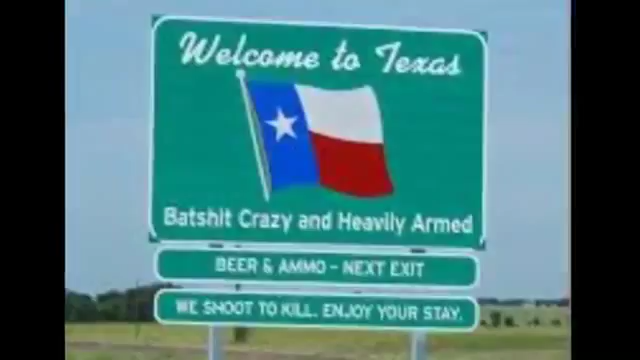 Welcome to Texas
Batshit Crazy and Heavily Armed
BEER & AMMO - NEXT EXIT
WE SHOOT TO KILL. ENJOY YOUR STAY.